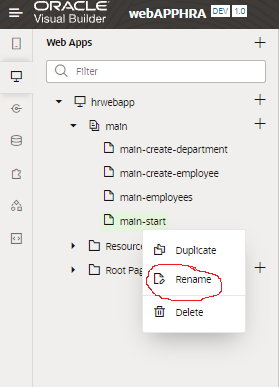 ORACLE
Visual Builder
webAPPHRA DEV 1.0
Web Apps
Filter
hrwebapp
main
main-create-department
main-create-employee
main-employees
main-start
Duplicate
Resourc
Rename
Root Pag
Delete